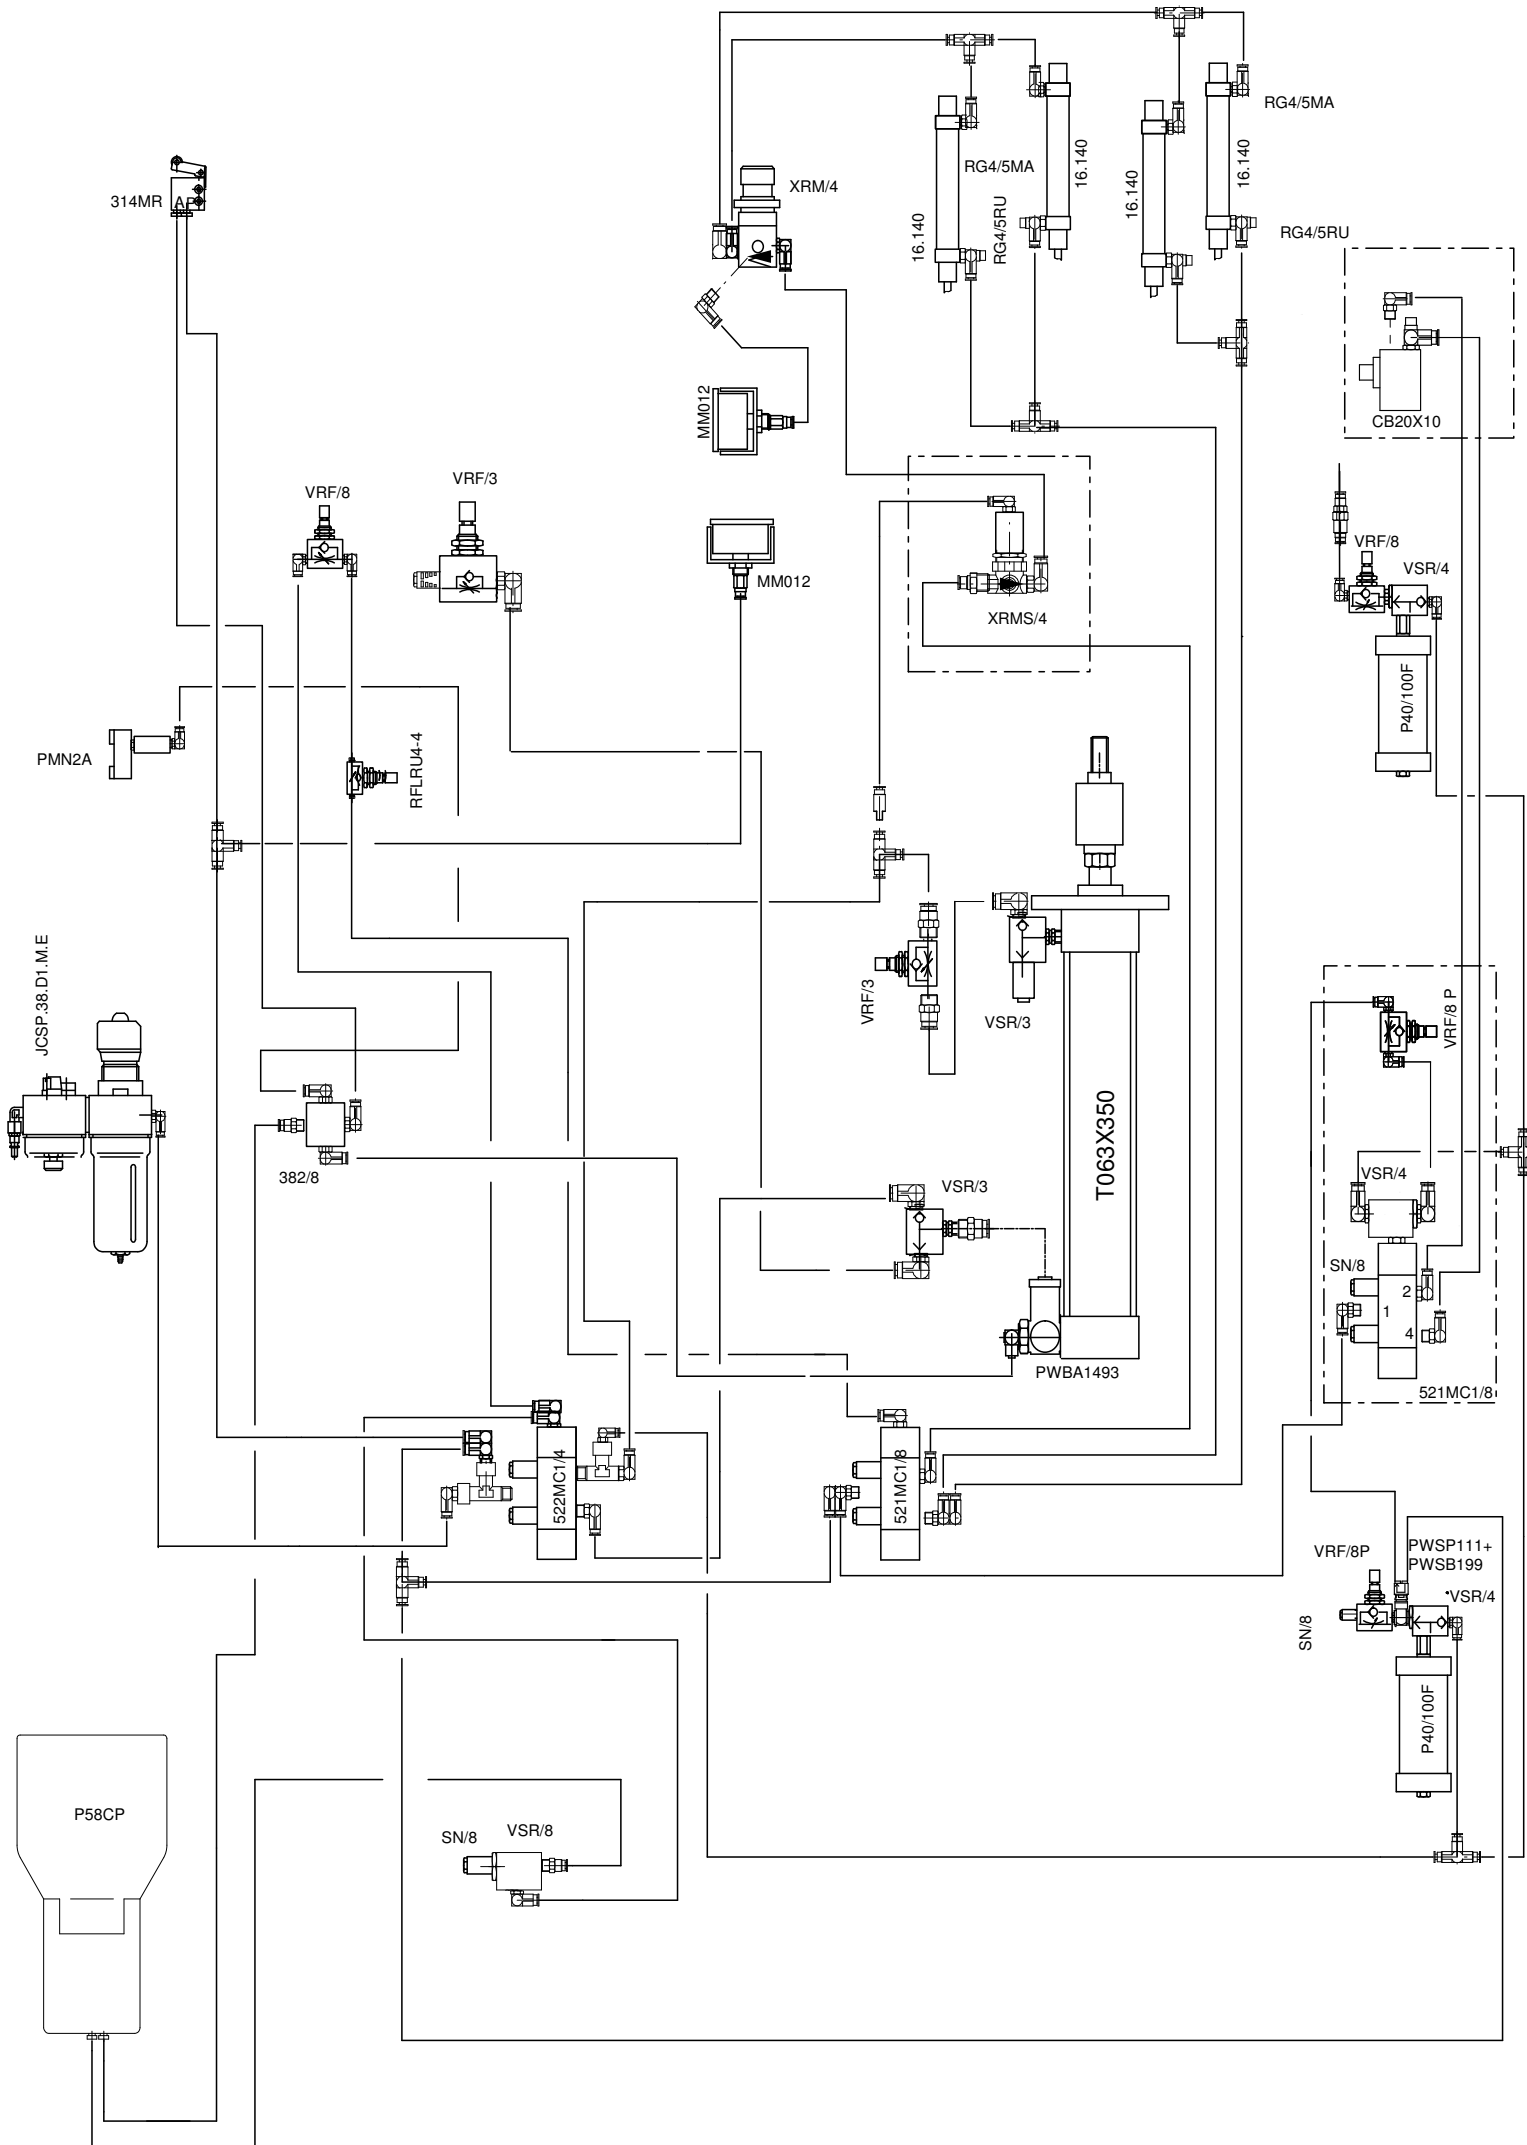 RG4/5MA
314MR
AP
XRM/4
RG4/5MA
16.140
16.140
16.140
16.140
RG4/5RU
RG4/5RU
MM012
CB20X10
VRF/3
VRF/8
VRF/8
VSR/4
MM012
XRMS/4
P40/100F
PMN2A
RFLRU4-4
JCSP.38.D1.M.E
VRF/3
VSR/3
VRF/8 P
T063X350
382/8
VSR/3
VSR/4
SN/8
2
1
4
PWBA1493
521MC1/8
522MC1/4
521MC1/8
VRF/8P
PWSP111+
PWSB199
VSR/4
SN/8
P40/100F
P58CP
SN/8
VSR/8